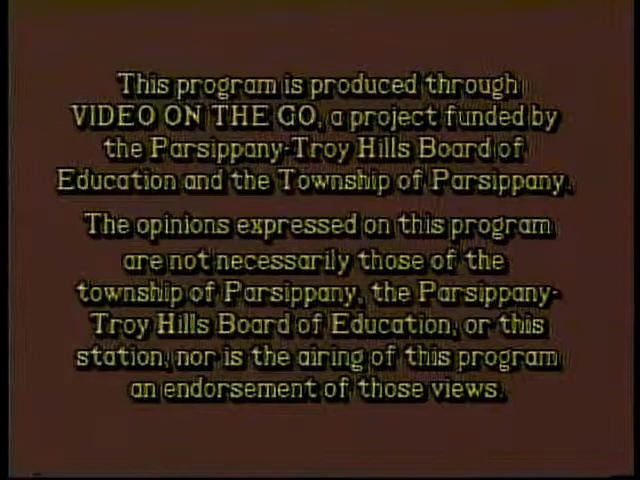 This program is produced through
VIDEO ON THE GO, a project funded by
the Parsippany-Troy Hills Board of
Education and the Township of Parsippany.
The opinions expressed on this program
are not necessarily those of the
township of Parsippany, the Parsippany-
Troy Hills Board of Education, or this
station, nor is the airing of this program
an endorsement of those views.